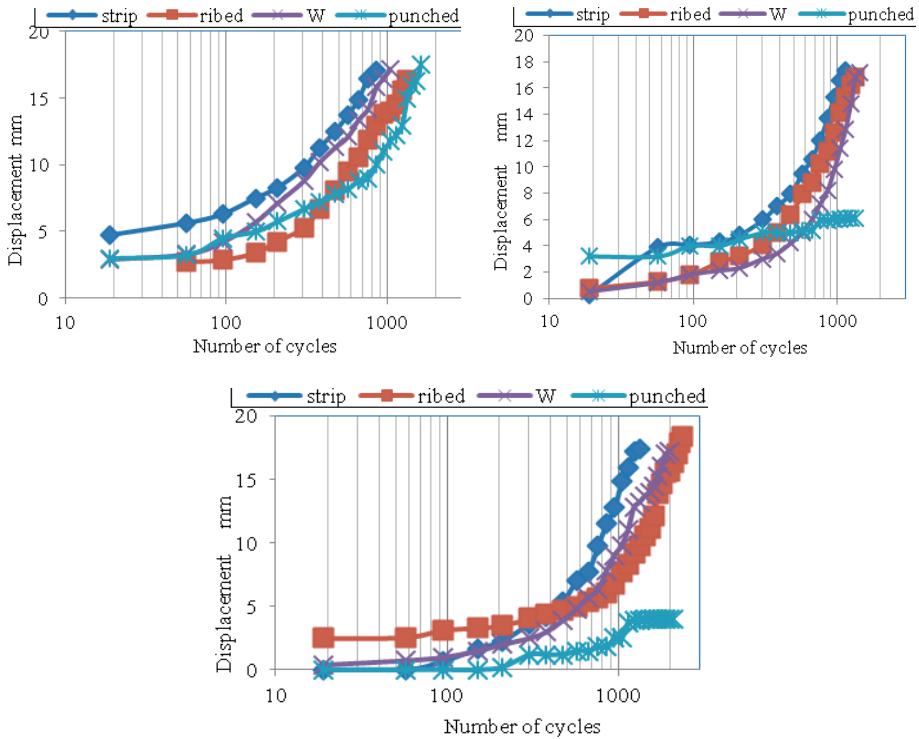 strip ribed W punched
20
15
10
5
0
Displacement mm
10 100 1000
Number of cycles
strip ribed W punched
20
18
16
14
12
10
8
6
4
2
0
Displacement mm
10 100 1000
Number of cycles
strip ribed W punched
20
15
10
5
0
Displacement mm
10 100 1000
Number of cycles